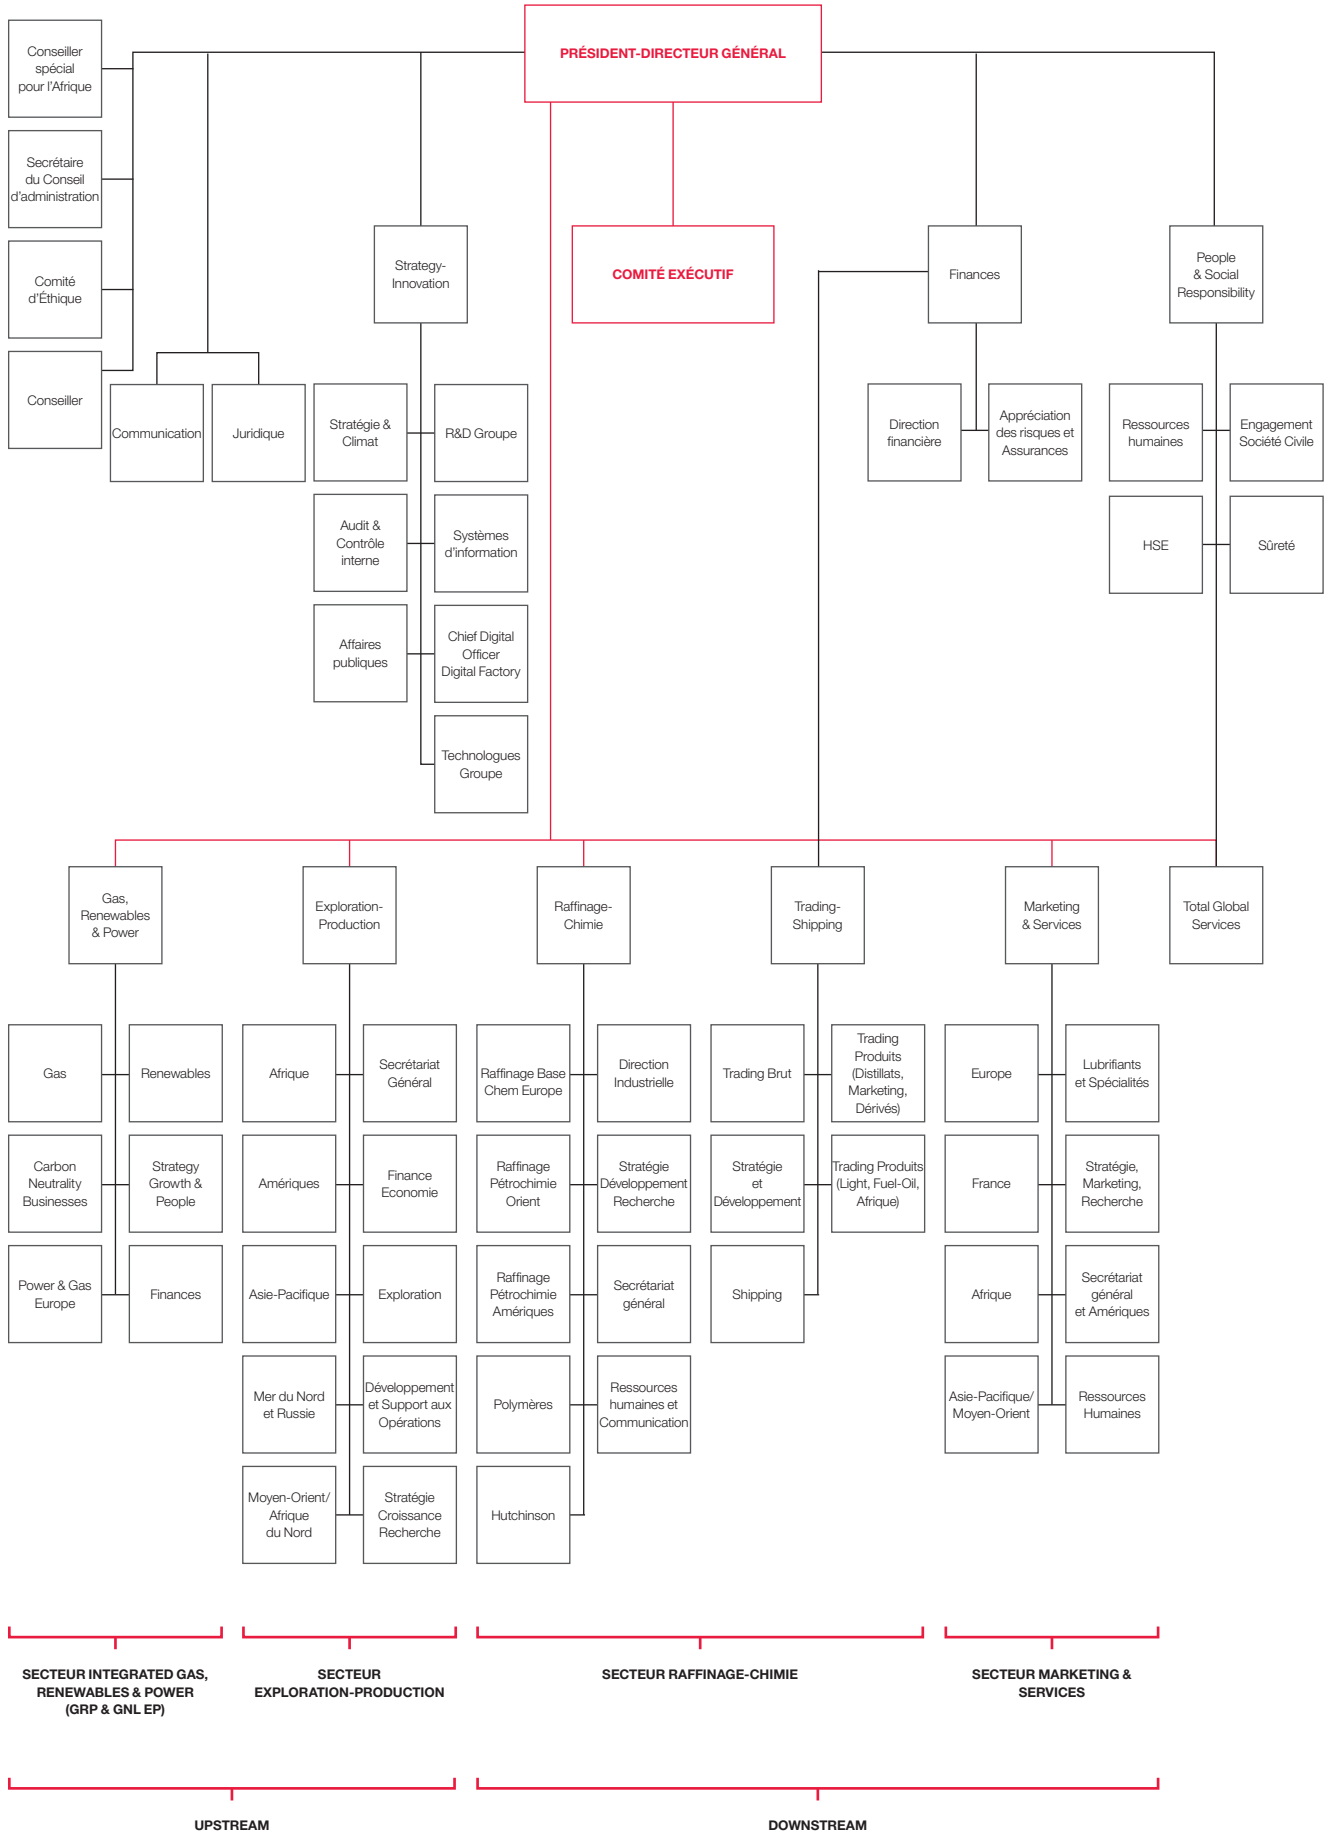 PRÉSIDENT-DIRECTEUR GÉNÉRAL
Conseiller
spécial
pour l'Afrique
Secrétaire
du Conseil
d'administration
Comité
d'Éthique
Conseiller
Communication
Juridique
Strategy-
Innovation
COMITÉ EXÉCUTIF
Finances
People
& Social
Responsibility
Stratégie &
Climat
R&D Groupe
Audit &
Contrôle
interne
Systèmes
d'information
Affaires
publiques
Chief Digital
Officer
Digital Factory
Technologues
Groupe
Direction
financière
Appréciation
des risques et
Assurances
Ressources
humaines
Engagement
Société Civile
HSE
Sûreté
Gas,
Renewables
& Power
Exploration-
Production
Raffinage-
Chimie
Trading-
Shipping
Marketing
& Services
Total Global
Services
Gas
Renewables
Carbon
Neutrality
Businesses
Strategy
Growth &
People
Power & Gas
Europe
Finances
Afrique
Secrétariat
Général
Amériques
Finance
Economie
Asie-Pacifique
Exploration
Mer du Nord
et Russie
Développement
et Support aux
Opérations
Moyen-Orient/
Afrique
du Nord
Stratégie
Croissance
Recherche
Raffinage Base
Chem Europe
Direction
Industrielle
Raffinage
Pétrochimie
Orient
Stratégie
Développement
Recherche
Raffinage
Pétrochimie
Amériques
Secrétariat
général
Polymères
Ressources
humaines et
Communication
Hutchinson
Trading Brut
Trading
Produits
(Distillats,
Marketing,
Dérivés)
Stratégie
et
Développement
Trading Produits
(Light, Fuel-Oil,
Afrique)
Shipping
Europe
Lubrifiants
et Spécialités
France
Stratégie,
Marketing,
Recherche
Afrique
Secrétariat
général
et Amériques
Asie-Pacifique/
Moyen-Orient
Ressources
Humaines
SECTEUR INTEGRATED GAS,
RENEWABLES & POWER
(GRP & GNL EP)
SECTEUR
EXPLORATION-PRODUCTION
SECTEUR RAFFINAGE-CHIMIE
SECTEUR MARKETING &
SERVICES
UPSTREAM
DOWNSTREAM